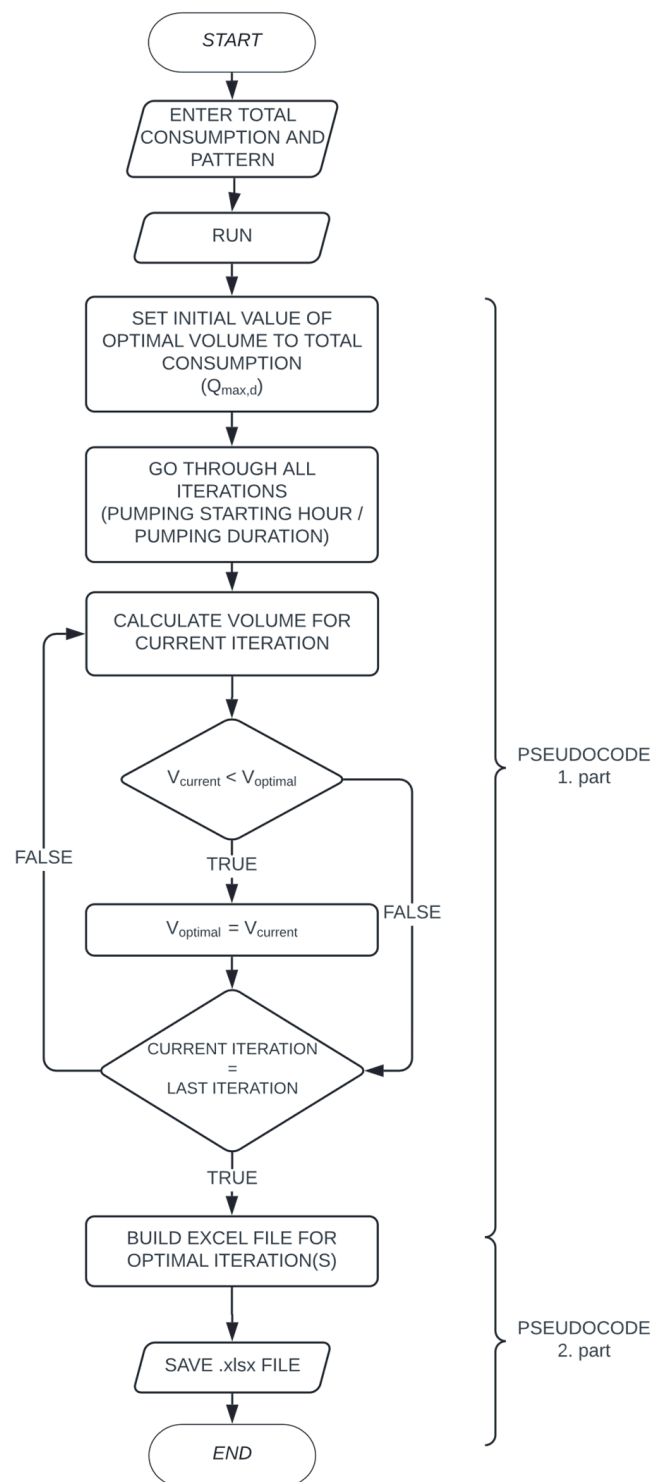 START
ENTER TOTAL
CONSUMPTION AND
PATTERN
RUN
SET INITIAL VALUE OF
OPTIMAL VOLUME TO TOTAL
CONSUMPTION
(Qmax,d)
GO THROUGH ALL
ITERATIONS
(PUMPING STARTING HOUR /
PUMPING DURATION)
CALCULATE VOLUME FOR
CURRENT ITERATION
Vcurrent < Voptimal
PSEUDOCODE
1. part
FALSE
TRUE
FALSE
Voptimal = Vcurrent
CURRENT ITERATION
=
LAST ITERATION
TRUE
BUILD EXCEL FILE FOR
OPTIMAL ITERATION(S)
PSEUDOCODE
2. part
SAVE .xlsx FILE
END